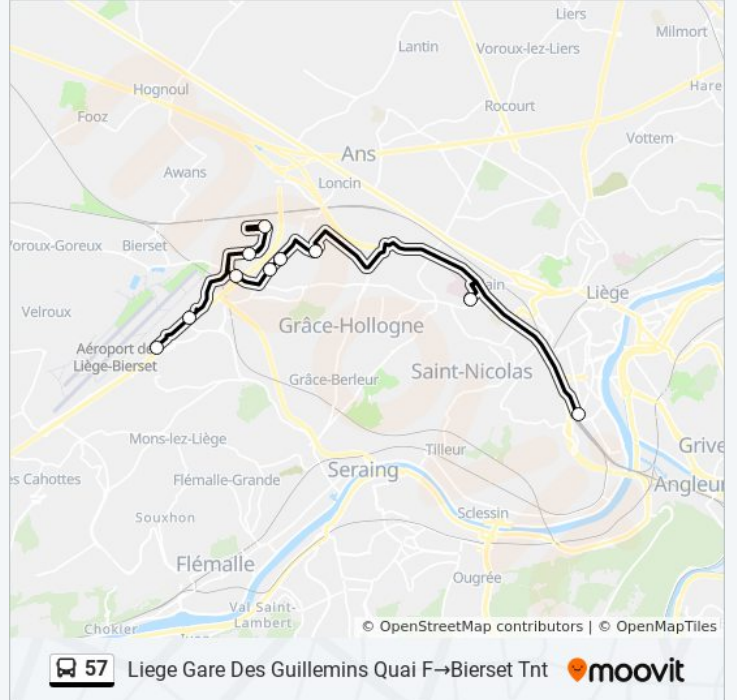 Liers
Milmort
Lantin
Voroux-lez-Liers
Hognoul
Hare
Fooz
Rocourt
Vottem
Ans
Awans
Loncin
Voroux-Goreux
Bierset
ain
Liège
Velroux
Grâce-Hollogne
Aéroport de
Liège-Bierset
Saint-Nicolas
Grâce-Berleur
Mons-lez-Liège
Tilleur
Grive
Seraing
es Cahottes
Flémalle-Grande
Angleur
Souxhon
Sclessin
Flémalle
Ougrée
Val Saint-
Lambert
Chokier
© OpenStreetMap contributors | © OpenMapTiles
57 Liege Gare Des Guillemins Quai F→Bierset Tnt moovit